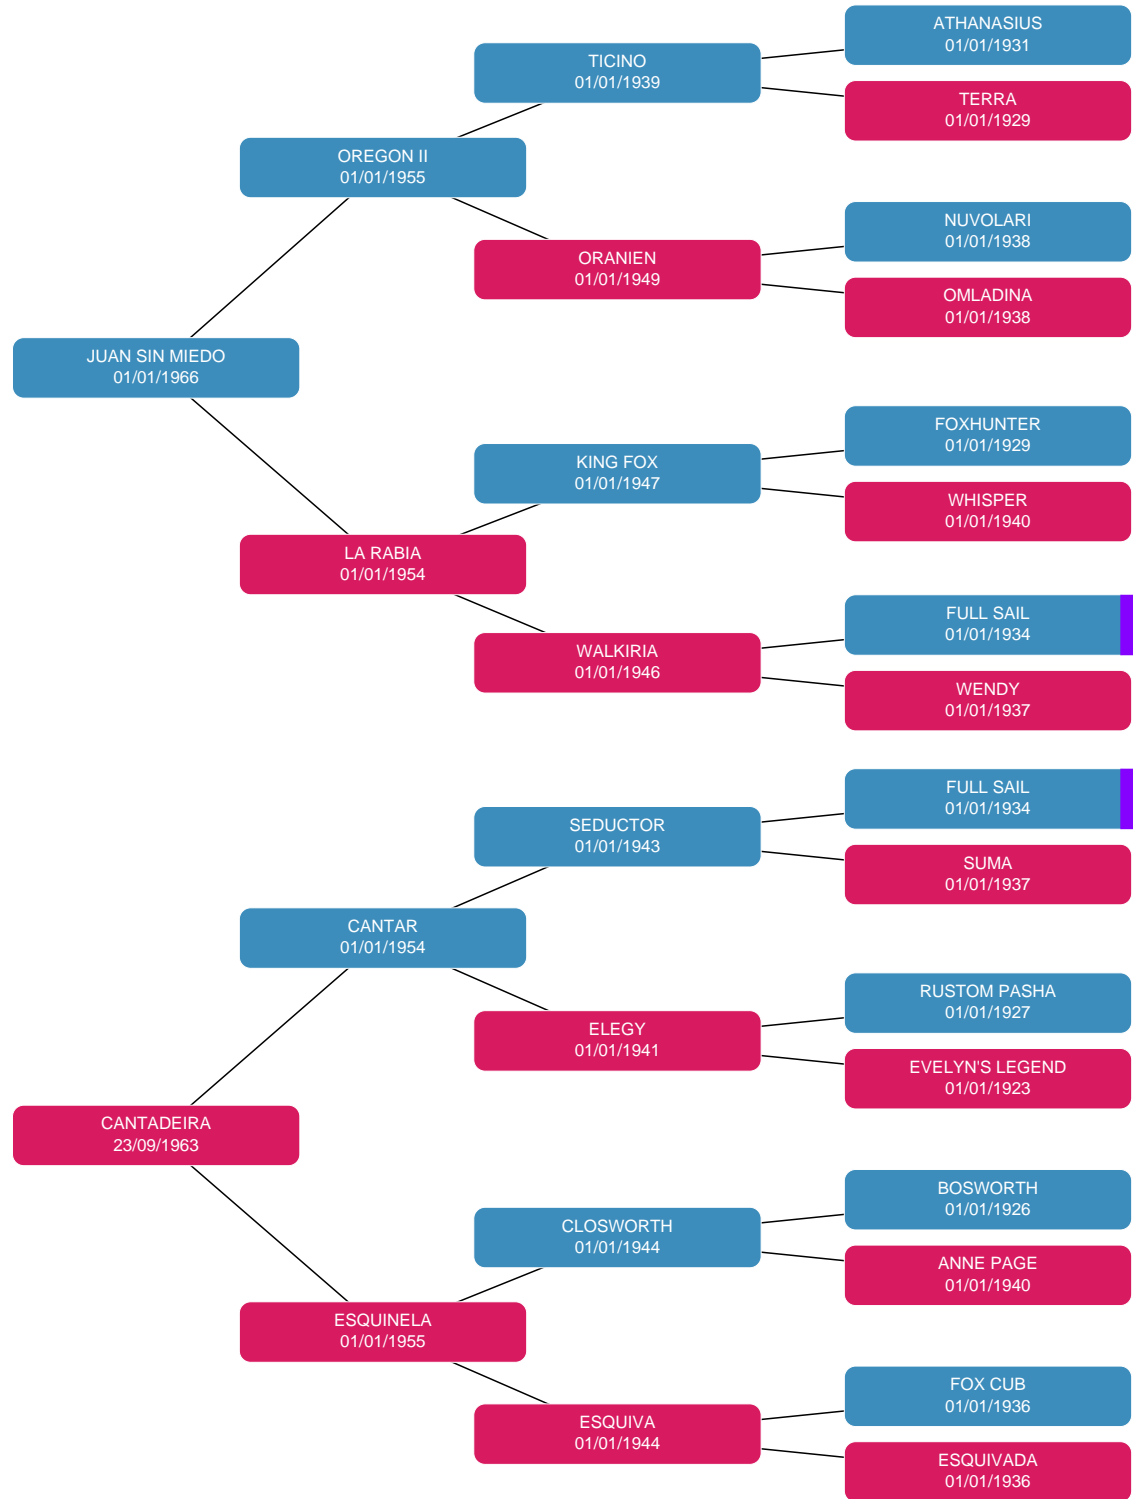 ATHANASIUS
01/01/1931
TICINO
01/01/1939
TERRA
01/01/1929
OREGON II
01/01/1955
NUVOLARI
01/01/1938
ORANIEN
01/01/1949
OMLADINA
01/01/1938
JUAN SIN MIEDO
01/01/1966
FOXHUNTER
01/01/1929
KING FOX
01/01/1947
WHISPER
01/01/1940
LA RABIA
01/01/1954
FULL SAIL
01/01/1934
WALKIRIA
01/01/1946
WENDY
01/01/1937
FULL SAIL
01/01/1934
SEDUCTOR
01/01/1943
SUMA
01/01/1937
CANTAR
01/01/1954
RUSTOM PASHA
01/01/1927
ELEGY
01/01/1941
EVELYN'S LEGEND
01/01/1923
CANTADEIRA
23/09/1963
BOSWORTH
01/01/1926
CLOSWORTH
01/01/1944
ANNE PAGE
01/01/1940
ESQUINELA
01/01/1955
FOX CUB
01/01/1936
ESQUIVA
01/01/1944
ESQUIVADA
01/01/1936